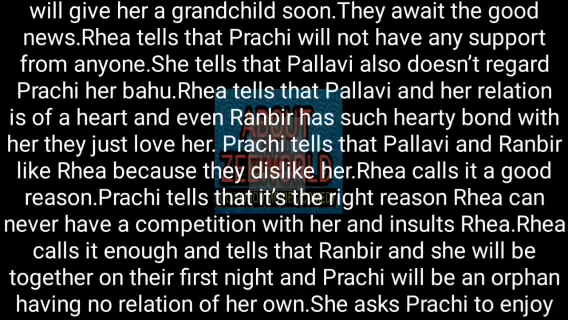 will give her a grandchild soon.They await the good
news.Rhea tells that Prachi will not have any support
from anyone.She tells that Pallavi also doesn't regard
Prachi her bahu.Rhea tells that Pallavi and her relation
is of a heart and even Ranbir has such hearty bond with
her they just love her. Prachi tells that Pallavi and Ranbir
like Rhea because they dislike her.Rhea calls it a good
reason.Prachi tells that it's the right reason Rhea can
never have a competition with her and insults Rhea.Rhea
calls it enough and tells that Ranbir and she will be
together on their first night and Prachi will be an orphan
having no relation of her own.She asks Prachi to enjoy
ABOUT
ZEEWORLD